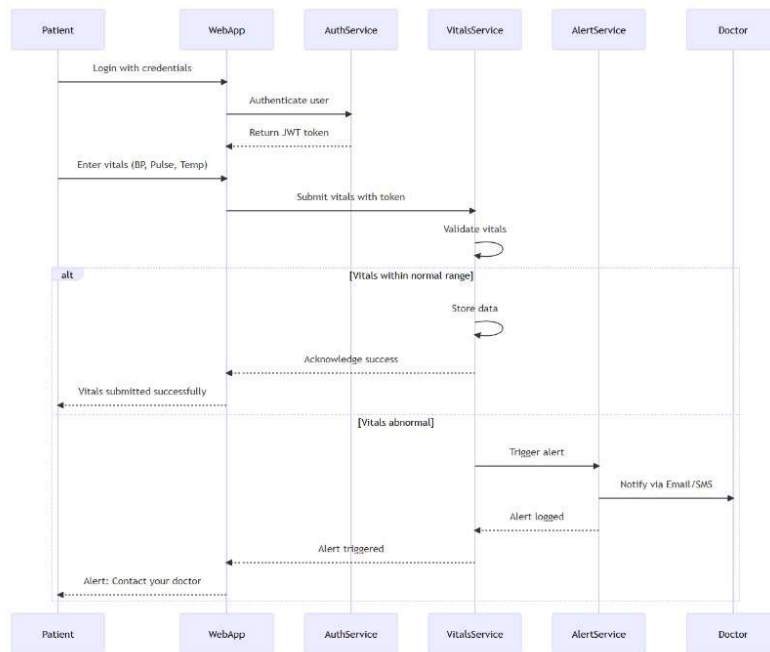 Patient WebApp AuthService VitalsService AlertService Doctor
Login with credentials
Authenticate user
Return JWT token
Enter vitals (BP, Pulse, Temp)
Submit vitals with token
Validate vitals
alt [Vitals within normal range]
Store data
Acknowledge success
Vitals submitted successfully
[Vitals abnormal]
Trigger alert
Notify via Email/SMS
Alert logged
Alert triggered
Alert: Contact your doctor
Patient WebApp AuthService VitalsService AlertService Doctor